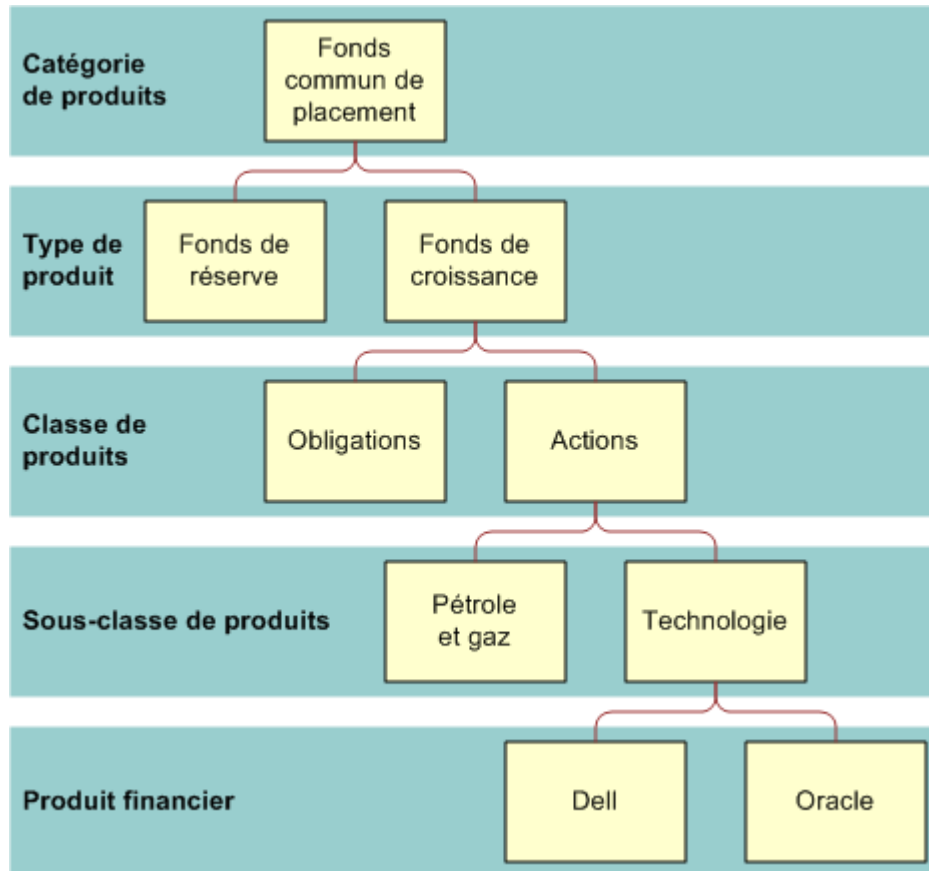 Catégorie
de produits
Fonds
commun de
placement
Type de
produit
Fonds de
réserve
Fonds de
croissance
Classe de
produits
Obligations
Actions
Sous-classe de produits
Pétrole
et gaz
Technologie
Produit financier
Dell
Oracle